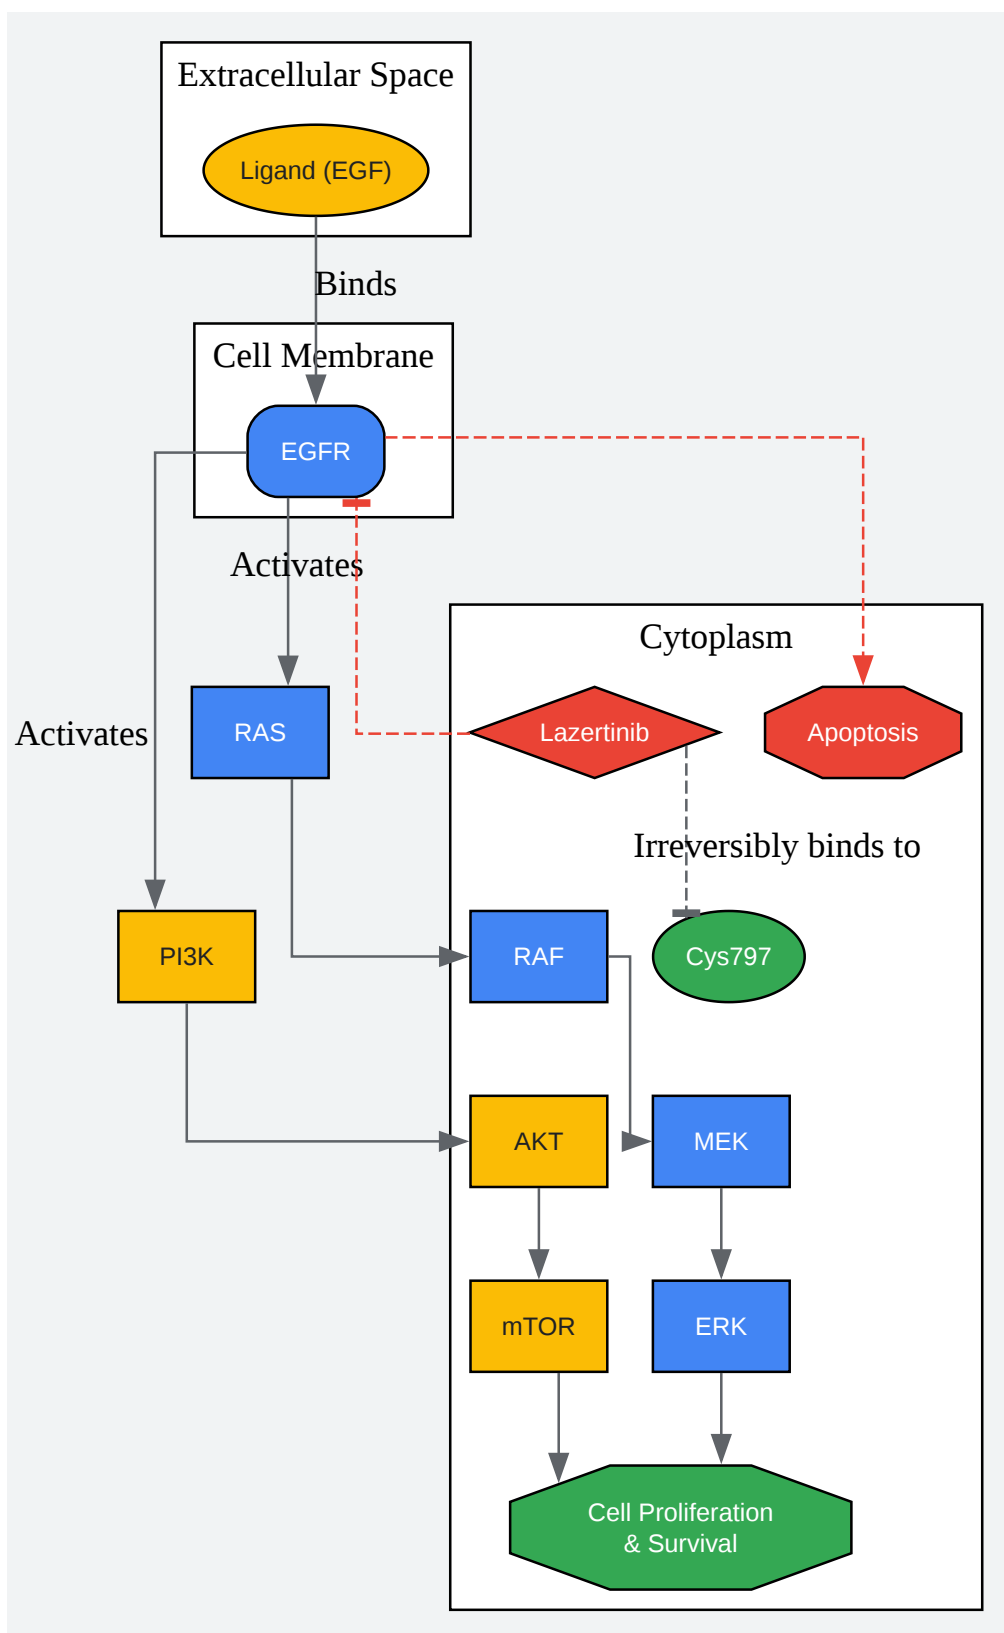 Extracellular Space
Ligand (EGF)
Binds
Cell Membrane
EGFR
Activates
Cytoplasm
Activates
RAS
Lazertinib
Apoptosis
Irreversibly binds to
PI3K
RAF
Cys797
AKT
MEK
mTOR
ERK
Cell Proliferation
& Survival